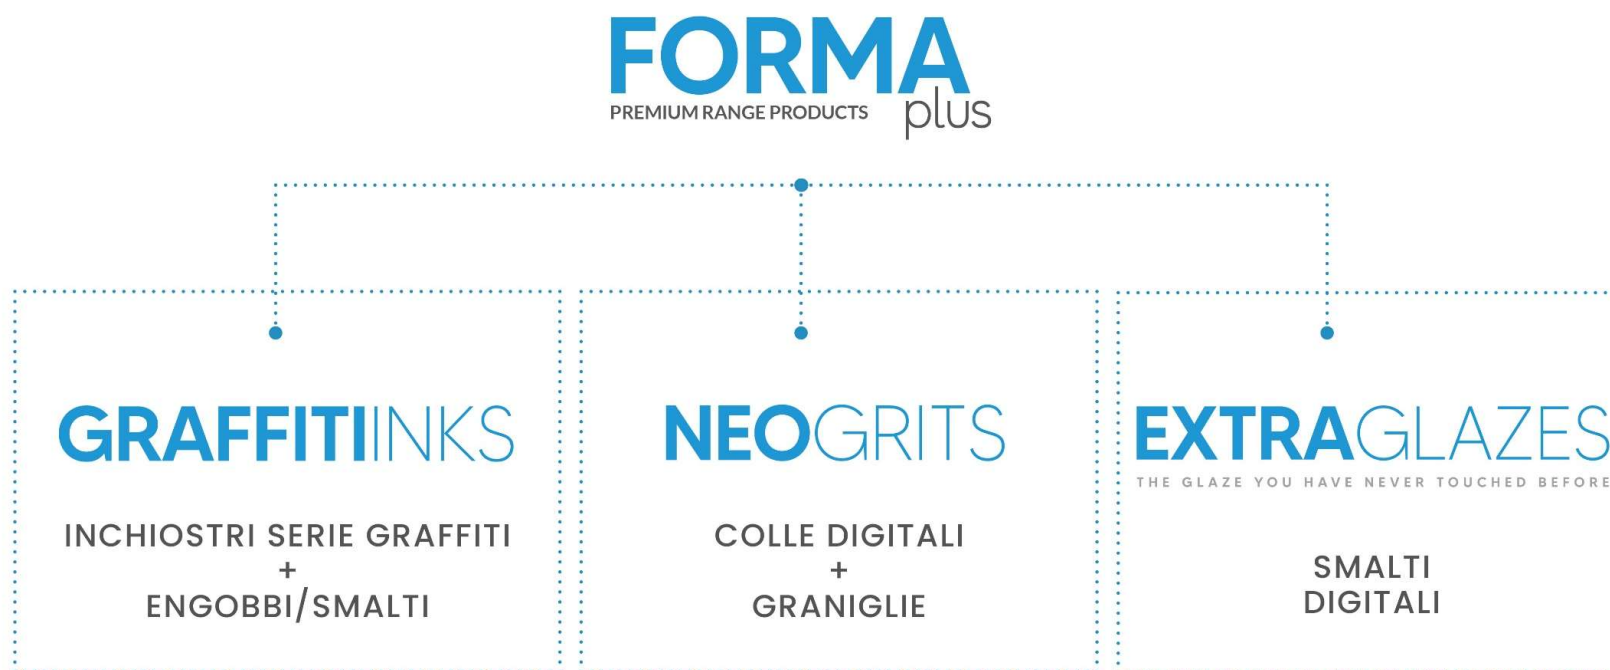 FORMA
PREMIUM RANGE PRODUCTS plus
GRAFFITIINKS
INCHIOSTRI SERIE GRAFFITI
+
ENGOBBI/SMALTI
NEOGRITS
COLLE DIGITALI
+
GRANIGLIE
EXTRAGLAZES
THE GLAZE YOU HAVE NEVER TOUCHED BEFORE
SMALTI
DIGITALI